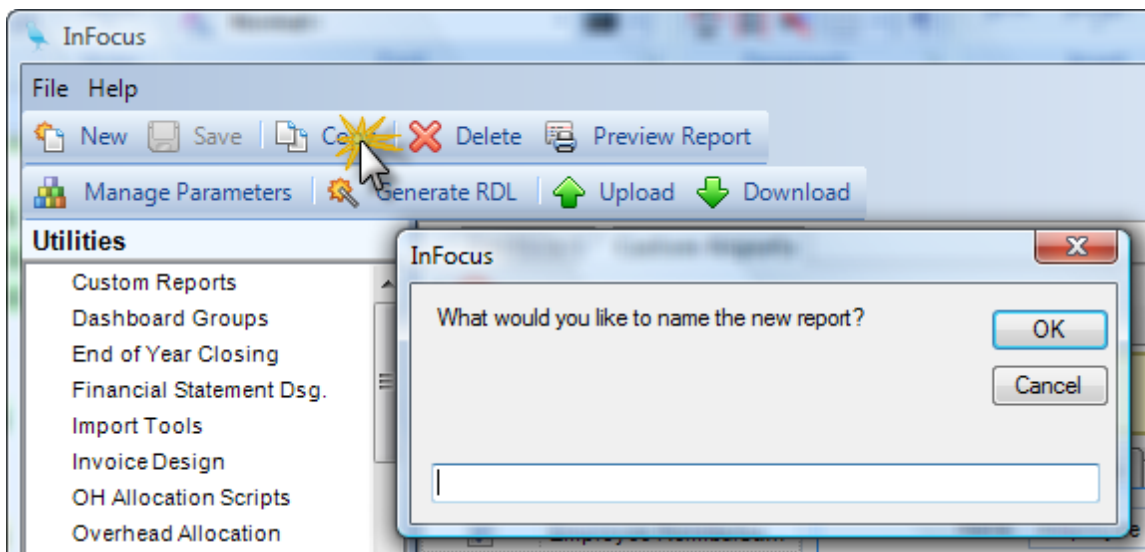 InFocus
File Help
New Save Delete Preview Report
Manage Parameters Generate RDL Upload Download
Utilities
InFocus
Custom Reports
Dashboard Groups
End of Year Closing
Financial Statement Dsg.
Import Tools
Invoice Design
OH Allocation Scripts
Overhead Allocation
What would you like to name the new report?
OK
Cancel